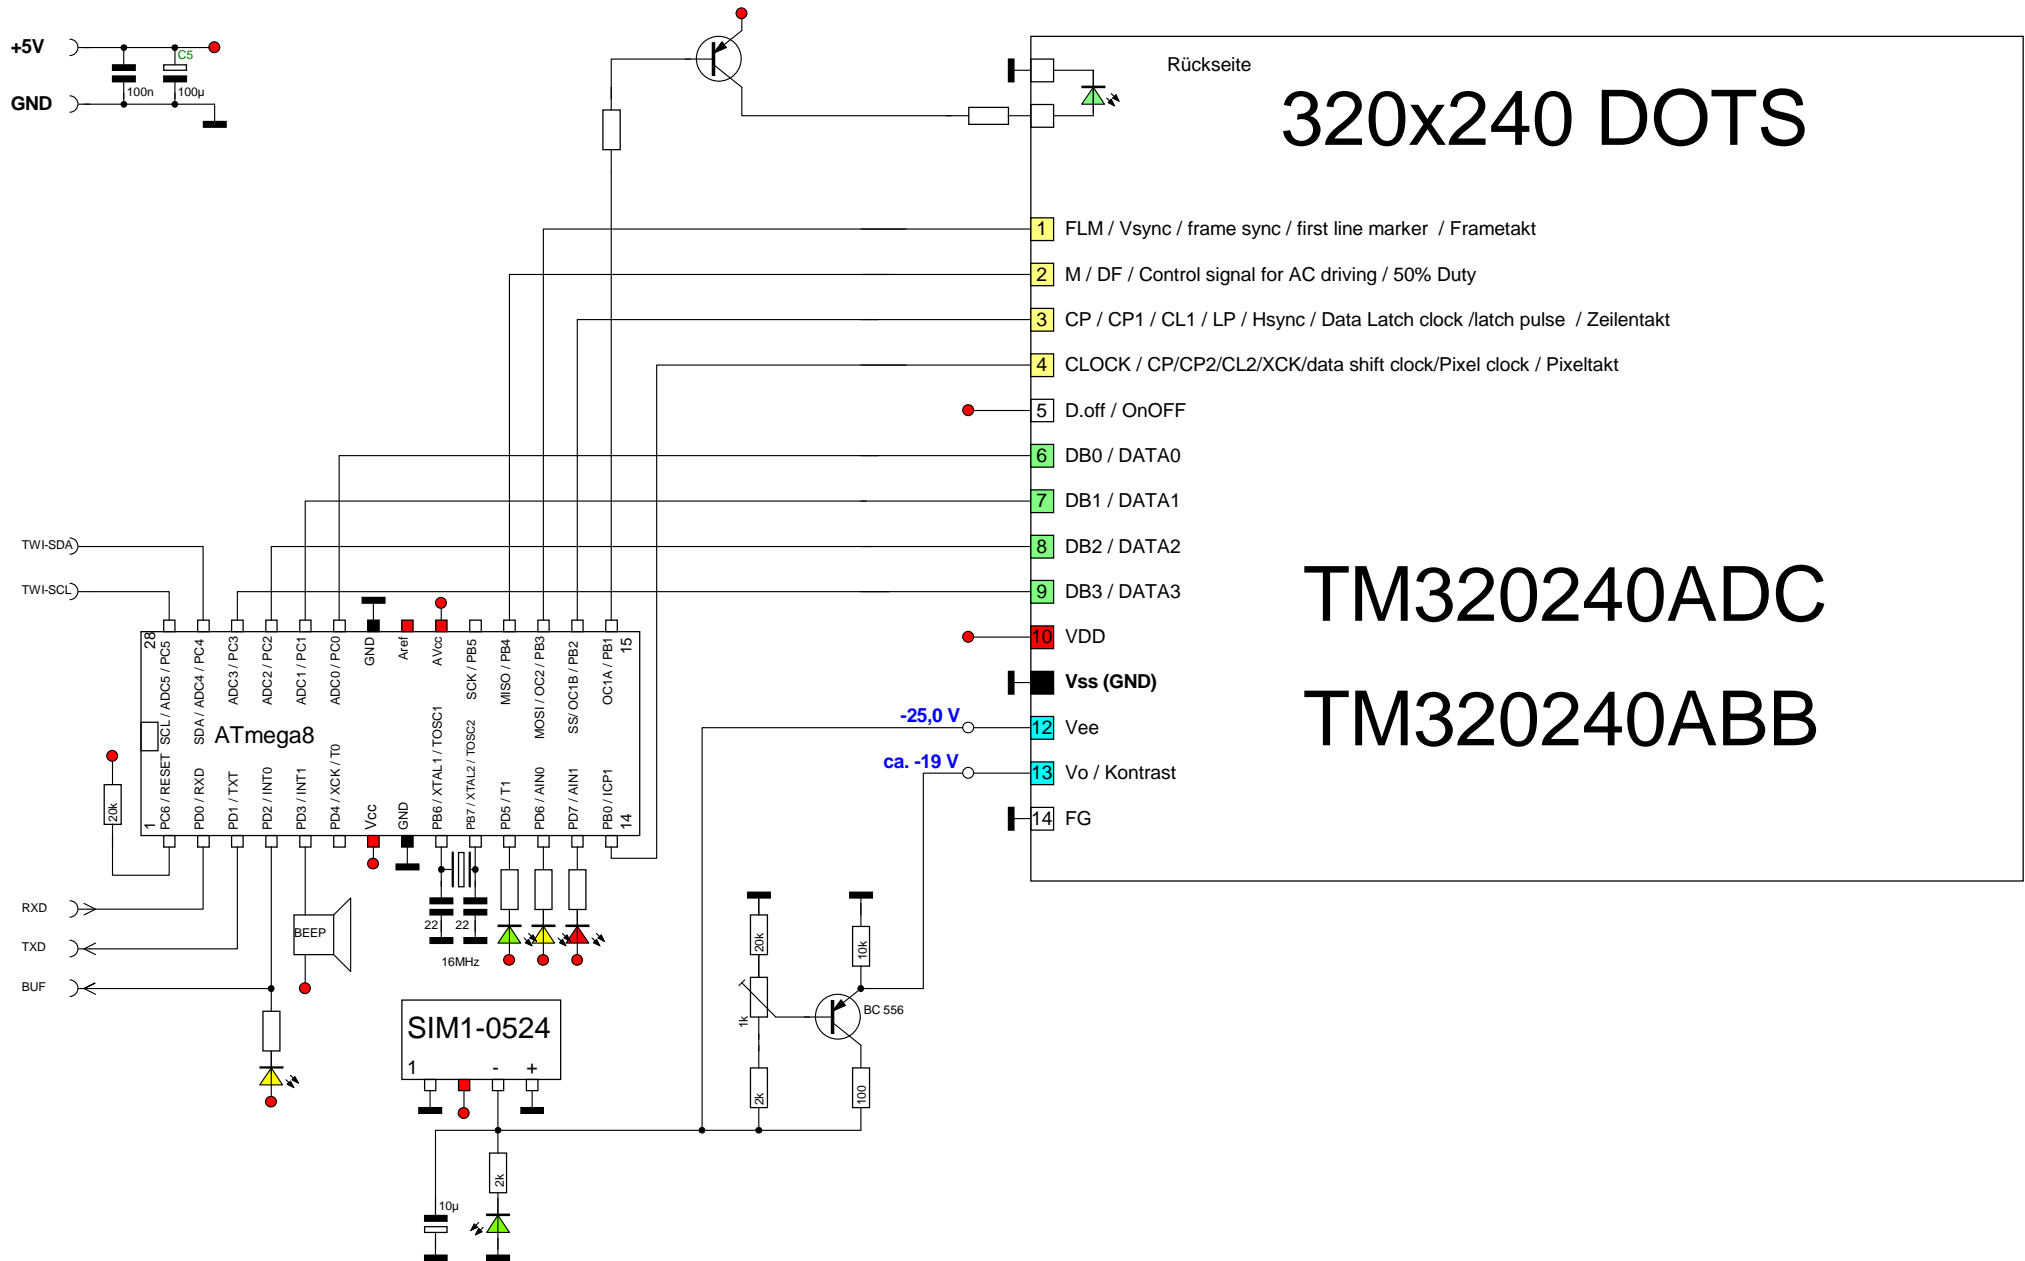 +5V
C5
100n
100µ
GND
Rückseite
320x240 DOTS
1 FLM / Vsync / frame sync / first line marker / Frametakt
2 M / DF / Control signal for AC driving / 50% Duty
3 CP / CP1 / CL1 / LP / Hsync / Data Latch clock /latch pulse / Zeilentakt
4 CLOCK / CP/CP2/CL2/XCK/data shift clock/Pixel clock / Pixeltakt
5 D.off / OnOFF
6 DB0 / DATA0
7 DB1 / DATA1
8 DB2 / DATA2
9 DB3 / DATA3
10 VDD
Vss (GND)
-25,0 V
12 Vee
ca. -19 V
13 Vo / Kontrast
14 FG
TM320240ADC
TM320240ABB
TWI-SDA
TWI-SCL
28
SCL / ADC5 / PC5
SDA / ADC4 / PC4
ADC3 / PC3
ADC2 / PC2
ADC1 / PC1
ADC0 / PC0
GND
Aref
AVcc
SCK / PB5
MISO / PB4
MOSI / OC2 / PB3
SS/ OC1B / PB2
OC1A / PB1
15
ATmega8
1
PC6 / RESET
PD0 / RXD
PD1 / TXT
PD2 / INT0
PD3 / INT1
PD4 / XCK / T0
Vcc
GND
PB6 / XTAL1 / TOSC1
PB7 / XTAL2 / TOSC2
PD5 / T1
PD6 / AIN0
PD7 / AIN1
PB0 / ICP1
14
20k
RXD
TXD
BUF
BEEP
22
22
16MHz
SIM1-0524
1
-
+
20k
1k
2k
10k
BC 556
100
2k
10µ